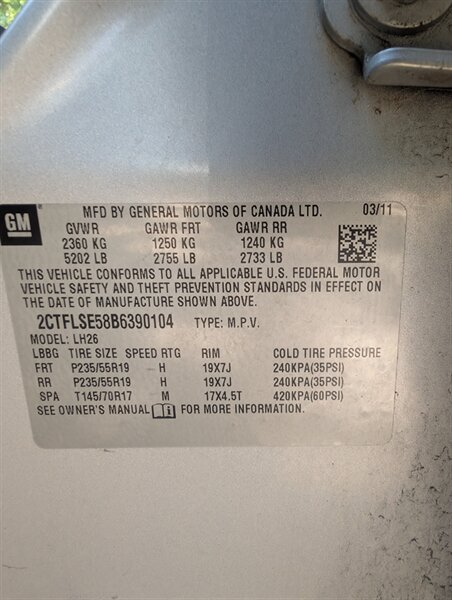 GM
MFD BY GENERAL MOTORS OF CANADA LTD. 03/11
GVWR GAWR FRT GAWR RR
2360 KG 1250 KG 1240 KG
5202 LB 2755 LB 2733 LB
THIS VEHICLE CONFORMS TO ALL APPLICABLE U.S. FEDERAL MOTOR
VEHICLE SAFETY AND THEFT PREVENTION STANDARDS IN EFFECT ON
THE DATE OF MANUFACTURE SHOWN ABOVE.
2CTFLSE58B6390104 TYPE: M.P.V.
MODEL: LH26
LBBG TIRE SIZE SPEED RTG RIM COLD TIRE PRESSURE
FRT P235/55R19 H 19X7J 240KPA(35PSI)
RR P235/55R19 H 19X7J 240KPA(35PSI)
SPA T145/70R17 M 17X4.5T 420KPA(60PSI)
SEE OWNER'S MANUAL FOR MORE INFORMATION.